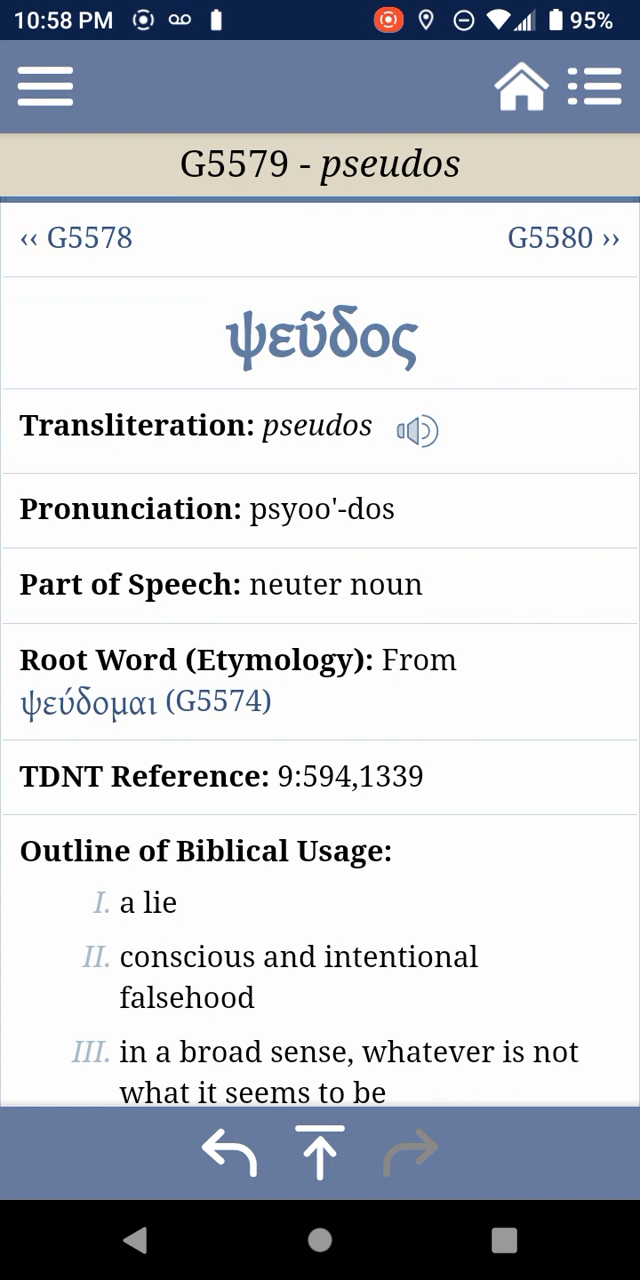 10:58 PM 95%
G5579 - pseudos
‹‹ G5578 G5580 ››
ψεῦδος
Transliteration: pseudos
Pronunciation: psyoo'-dos
Part of Speech: neuter noun
Root Word (Etymology): From
ψεύδομαι (G5574)
TDNT Reference: 9:594,1339
Outline of Biblical Usage:
I. a lie
II. conscious and intentional
falsehood
III. in a broad sense, whatever is not
what it seems to be